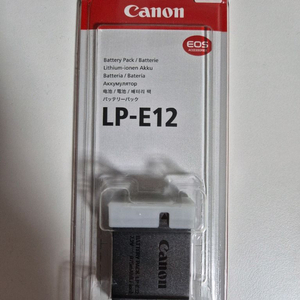 Canon
EOS
Battery Pack / Batterie
Lithium-ionen Akku
Batteria / Bateria
Аккумулятор
电池 / 電池 / 배터리 팩
バッテリーパック
LP-E12
Canon